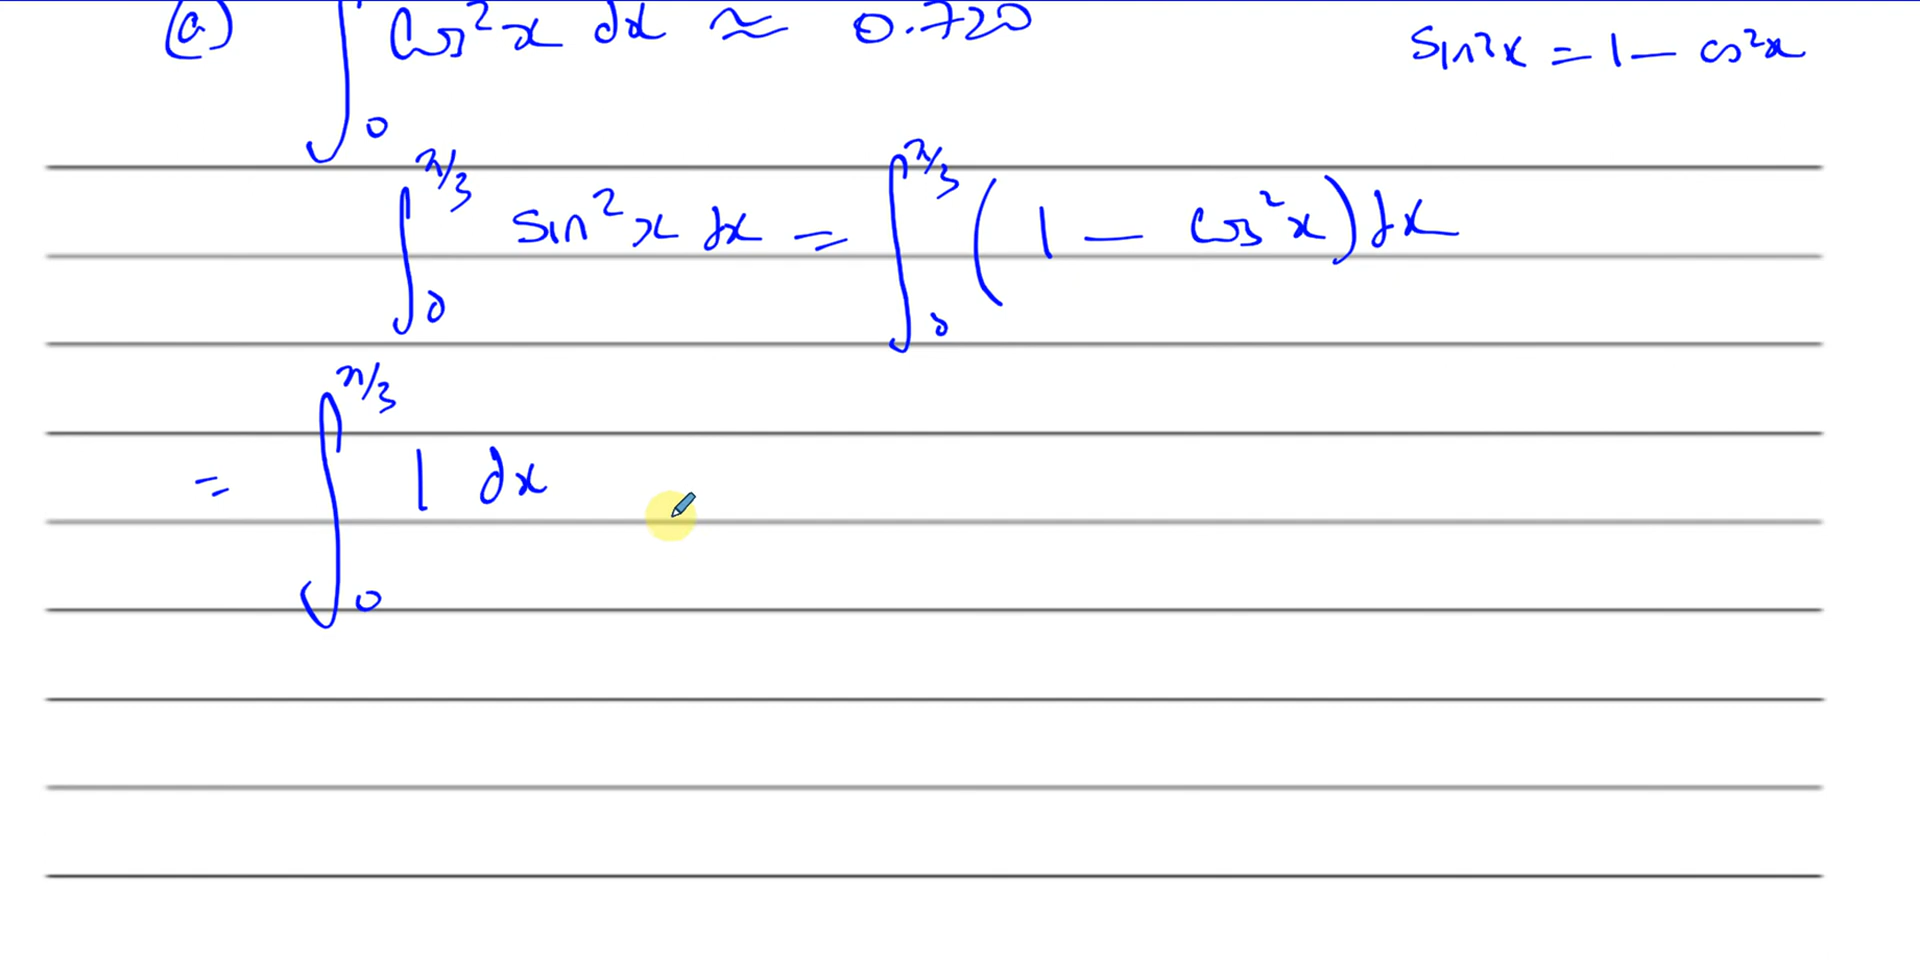 (a) ∫₀ cos²x dx ≈ 0.720
sin²x = 1 – cos²x
∫₀^(π/3) sin²x dx = ∫₀^(π/3) (1 – cos²x) dx
= ∫₀^(π/3) 1 dx